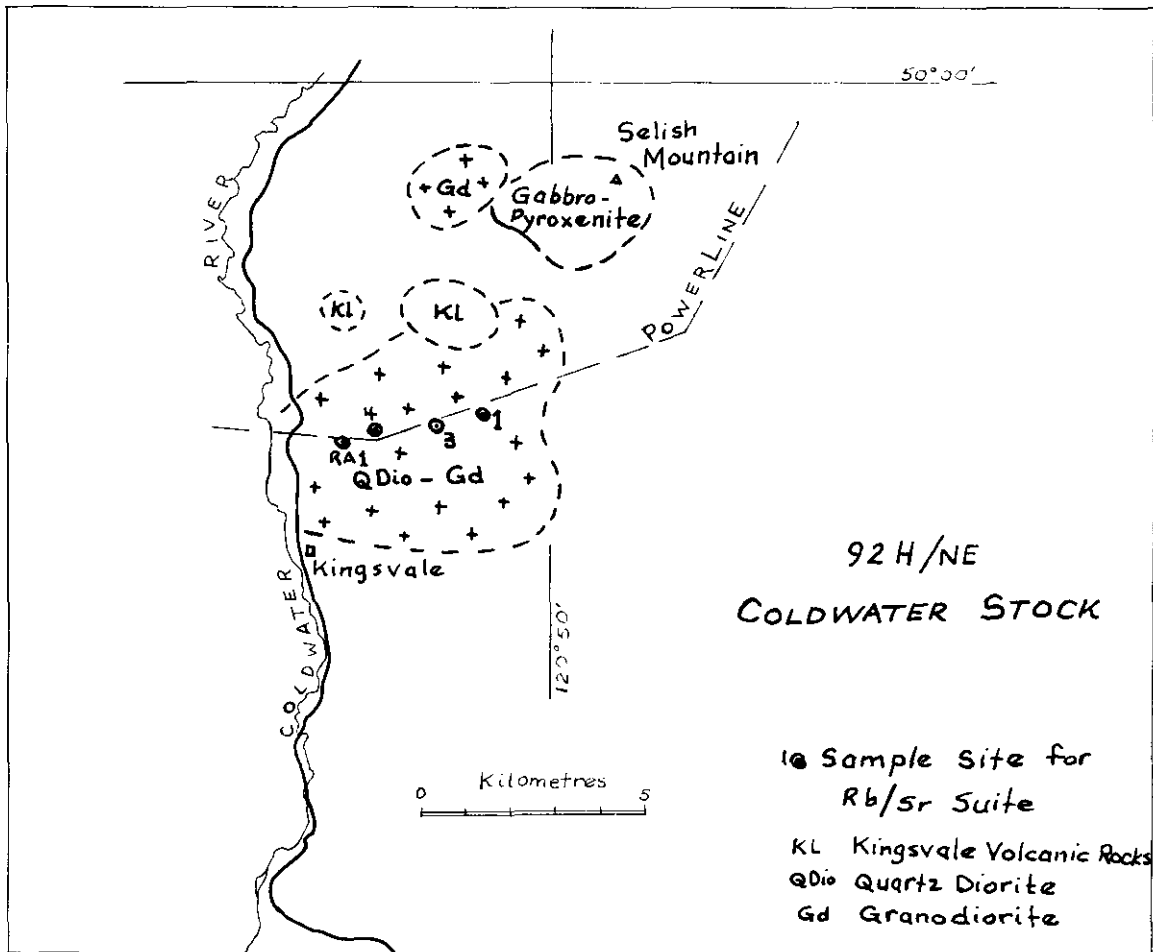 50°00'
Selish
Mountain
Gd
Gabbro-
Pyroxenite
RIVER
POWERLINE
Kl
KL
1
4
3
RA1
QDio - Gd
Kingsvale
COLDWATER
120°50'
92 H/NE
COLDWATER STOCK
Kilometres
0 5
1 Sample Site for
Rb/Sr Suite
KL Kingsvale Volcanic Rocks
QDio Quartz Diorite
Gd Granodiorite